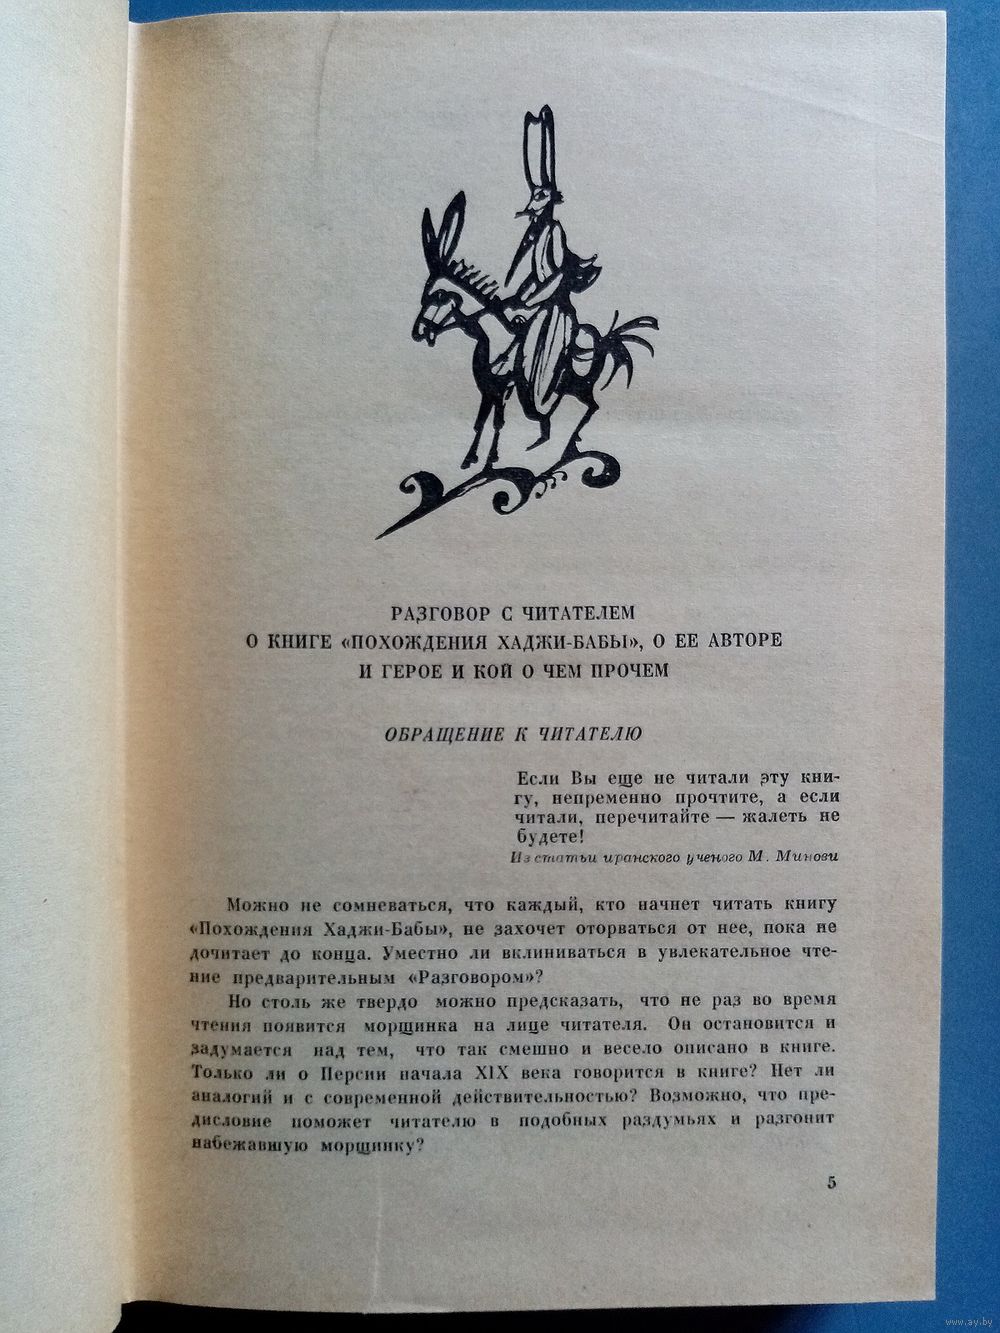 РАЗГОВОР С ЧИТАТЕЛЕМ
О КНИГЕ «ПОХОЖДЕНИЯ ХАДЖИ-БАБЫ», О ЕЕ АВТОРЕ
И ГЕРОЕ И КОЙ О ЧЕМ ПРОЧЕМ
ОБРАЩЕНИЕ К ЧИТАТЕЛЮ
Если Вы еще не читали эту кни-
гу, непременно прочтите, а если
читали, перечитайте — жалеть не
будете!
Из статьи иранского ученого М. Минови
Можно не сомневаться, что каждый, кто начнет читать книгу
«Похождения Хаджи-Бабы», не захочет оторваться от нее, пока не
дочитает до конца. Уместно ли вклиниваться в увлекательное чте-
ние предварительным «Разговором»?
Но столь же твердо можно предсказать, что не раз во время
чтения появится морщинка на лице читателя. Он остановится и
задумается над тем, что так смешно и весело описано в книге.
Только ли о Персии начала XIX века говорится в книге? Нет ли
аналогий и с современной действительностью? Возможно, что пре-
дисловие поможет читателю в подобных раздумьях и разгонит
набежавшую морщинку?
5
www.ay.by